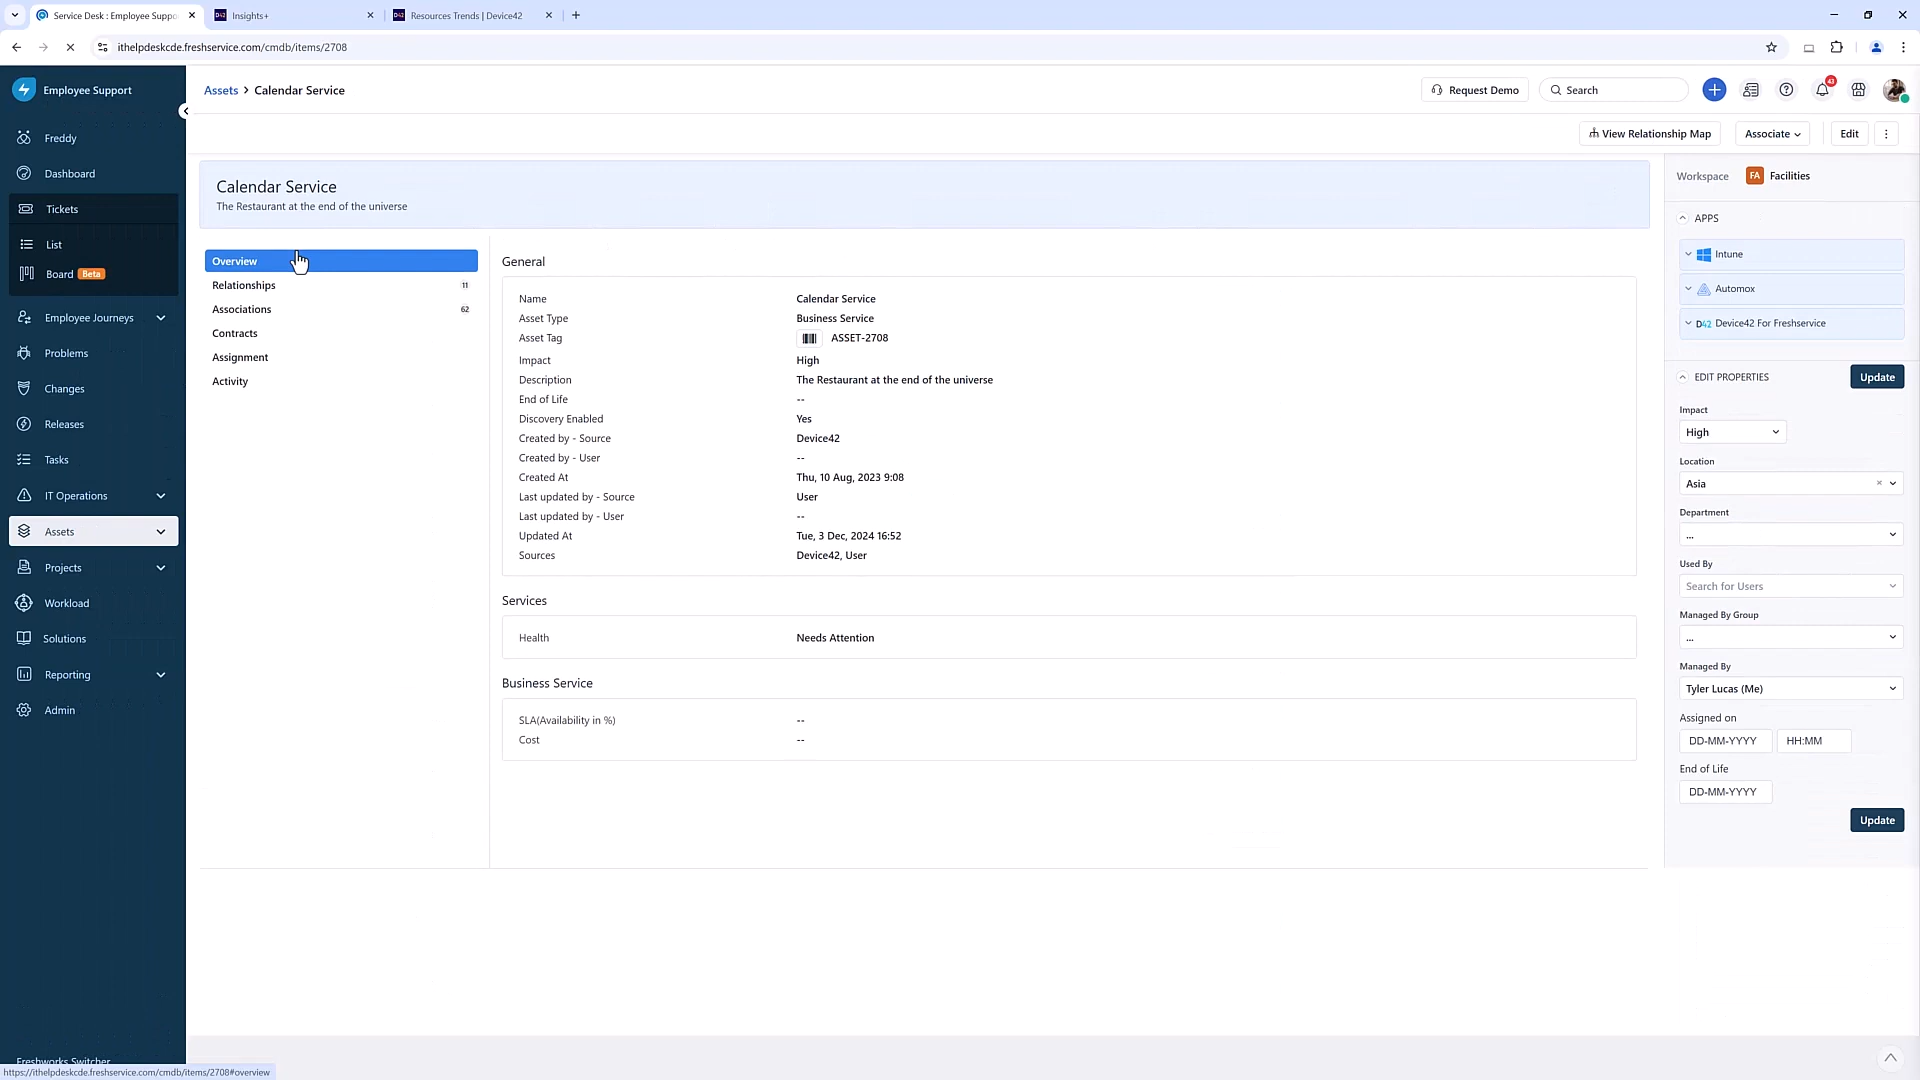 Service Desk : Employee Suppo
Insights+
Resources Trends | Device42
ithelpdeskcde.freshservice.com/cmdb/items/2708
Employee Support
Assets > Calendar Service
Request Demo
Search
43
Freddy
Dashboard
Tickets
List
Board Beta
Employee Journeys
Problems
Changes
Releases
Tasks
IT Operations
Assets
Projects
Workload
Solutions
Reporting
Admin
Freshworks Switcher
https://ithelpdeskcde.freshservice.com/cmdb/items/2708#overview
View Relationship Map
Associate
Edit
Calendar Service
The Restaurant at the end of the universe
Overview
Relationships 11
Associations 62
Contracts
Assignment
Activity
General
Name Calendar Service
Asset Type Business Service
Asset Tag ASSET-2708
Impact High
Description The Restaurant at the end of the universe
End of Life --
Discovery Enabled Yes
Created by - Source Device42
Created by - User --
Created At Thu, 10 Aug, 2023 9:08
Last updated by - Source User
Last updated by - User --
Updated At Tue, 3 Dec, 2024 16:52
Sources Device42, User
Services
Health Needs Attention
Business Service
SLA(Availability in %) --
Cost --
Workspace FA Facilities
APPS
Intune
Automox
D42 Device42 For Freshservice
EDIT PROPERTIES Update
Impact
High
Location
Asia
Department
...
Used By
Search for Users
Managed By Group
...
Managed By
Tyler Lucas (Me)
Assigned on
DD-MM-YYYY HH:MM
End of Life
DD-MM-YYYY
Update